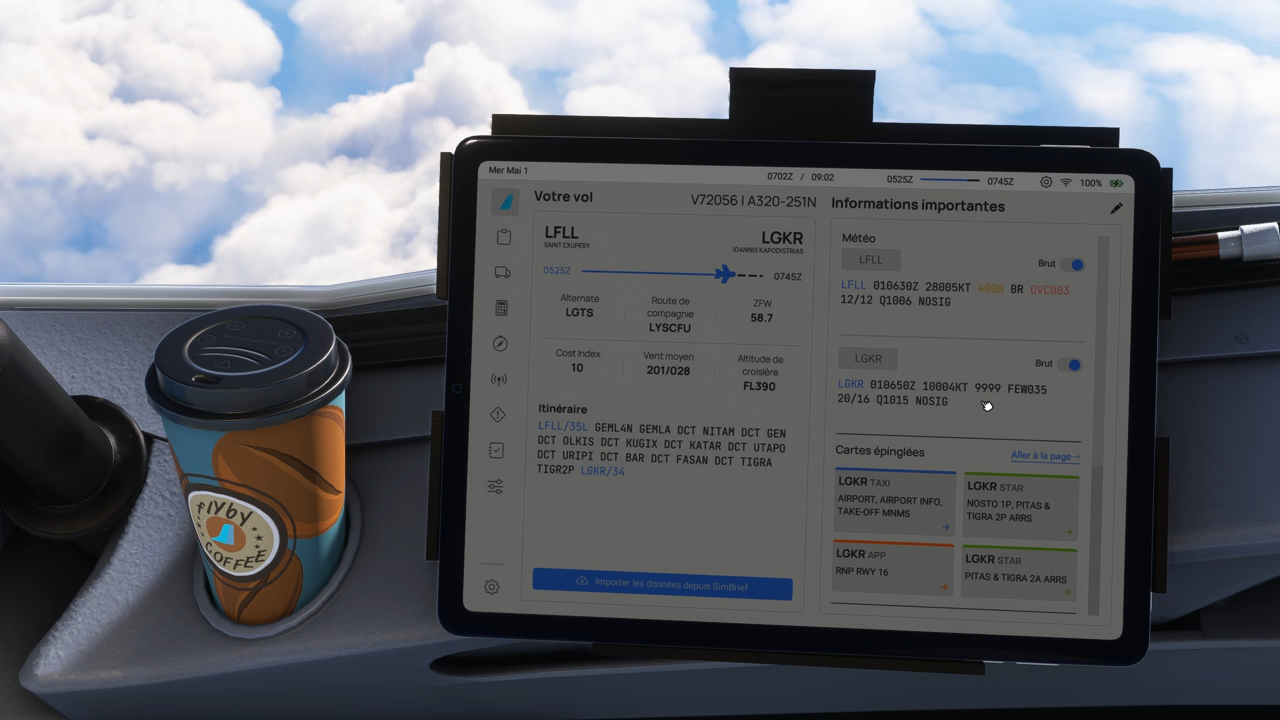 Mer Mai 1
0702Z / 09:02
0525Z
0745Z
100%
Votre vol
V72056 | A320-251N
LFLL
SAINT EXUPERY
LGKR
IOANNIS KAPODISTRIAS
0525Z
0745Z
Alternate
LGTS
Route de
compagnie
LYSCFU
ZFW
58.7
Cost Index
10
Vent moyen
201/028
Altitude de
croisière
FL390
Itinéraire
LFLL/35L GEML4N GEMLA DCT NITAM DCT GEN
DCT OLKIS DCT KUGIX DCT KATAR DCT UTAPO
DCT URIPI DCT BAR DCT FASAN DCT TIGRA
TIGR2P LGKR/34
Importer les données depuis SimBrief
Informations importantes
Météo
LFLL
Brut
LFLL 010630Z 28005KT 4000 BR OVC003
12/12 Q1006 NOSIG
LGKR
Brut
LGKR 010650Z 10004KT 9999 FEW035
20/16 Q1015 NOSIG
Cartes épinglées
Aller à la page
LGKR TAXI
AIRPORT, AIRPORT INFO,
TAKE-OFF MNMS
LGKR STAR
NOSTO 1P, PITAS &
TIGRA 2P ARRS
LGKR APP
RNP RWY 16
LGKR STAR
PITAS & TIGRA 2A ARRS
flyby
COFFEE